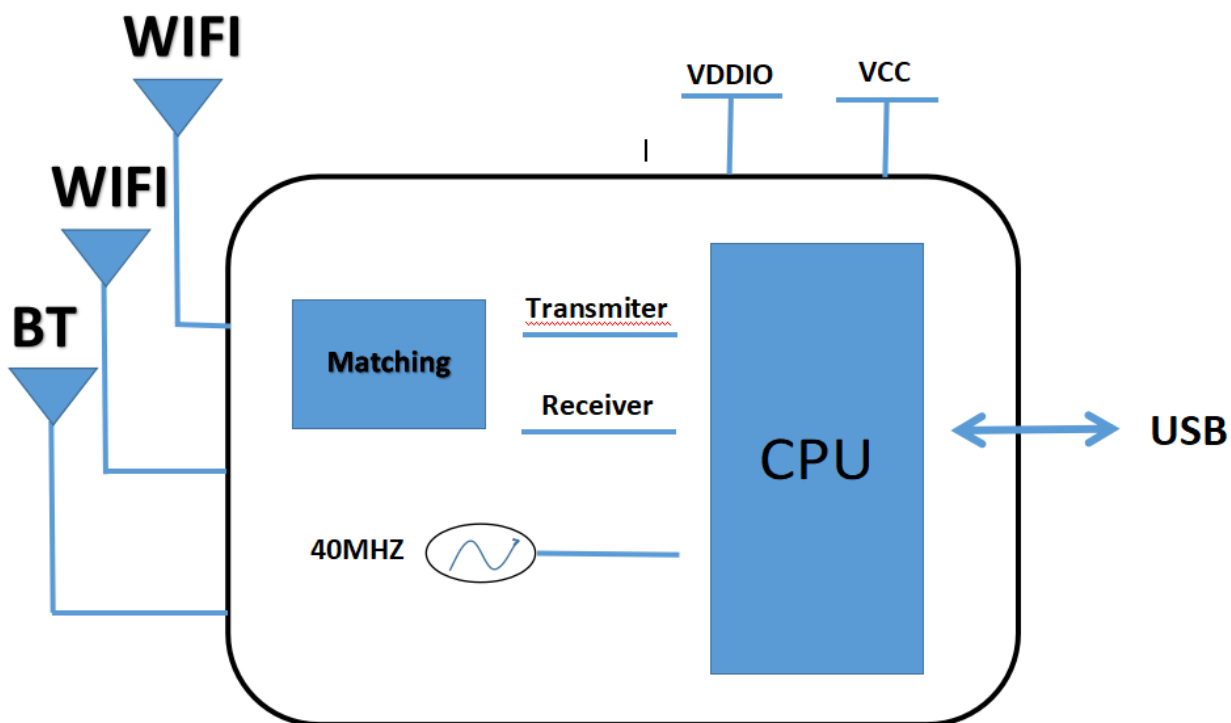 WIFI
VDDIO
VCC
WIFI
BT
Transmiter
Matching
Receiver
CPU
USB
40MHZ